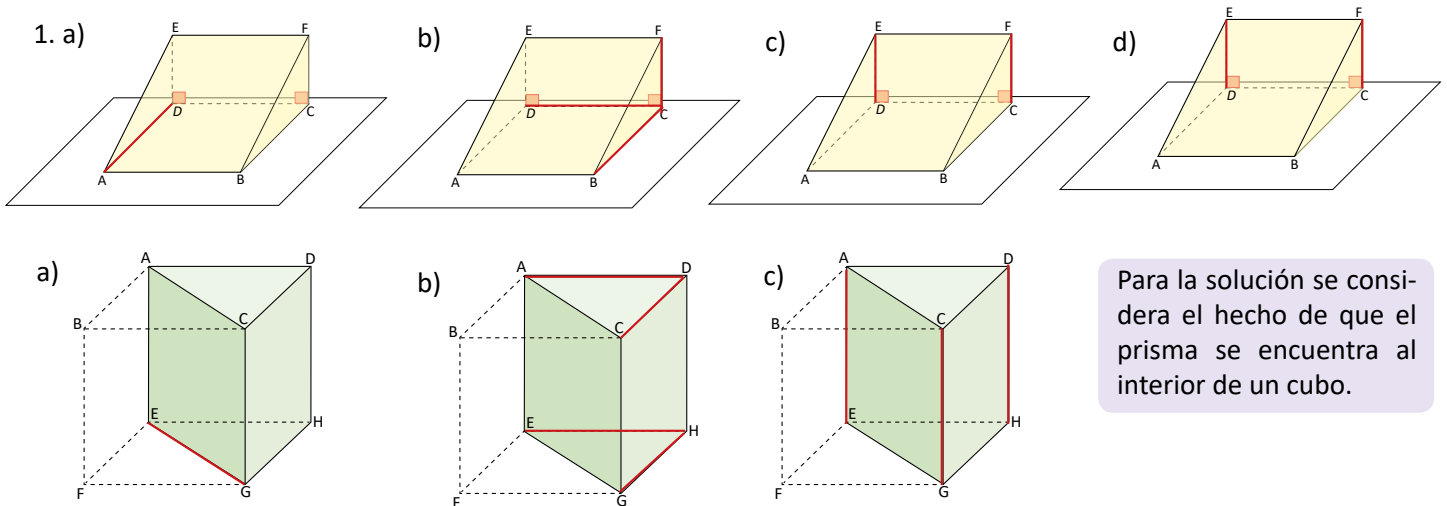 1. a)
E F
D
C
A B
b)
E F
D
C
A B
c)
E F
D
C
A B
d)
E F
D
C
A B
a)
A D
B C
E H
F G
b)
A D
B C
E H
F G
c)
A D
B C
E H
F G
Para la solución se consi-
dera el hecho de que el
prisma se encuentra al
interior de un cubo.